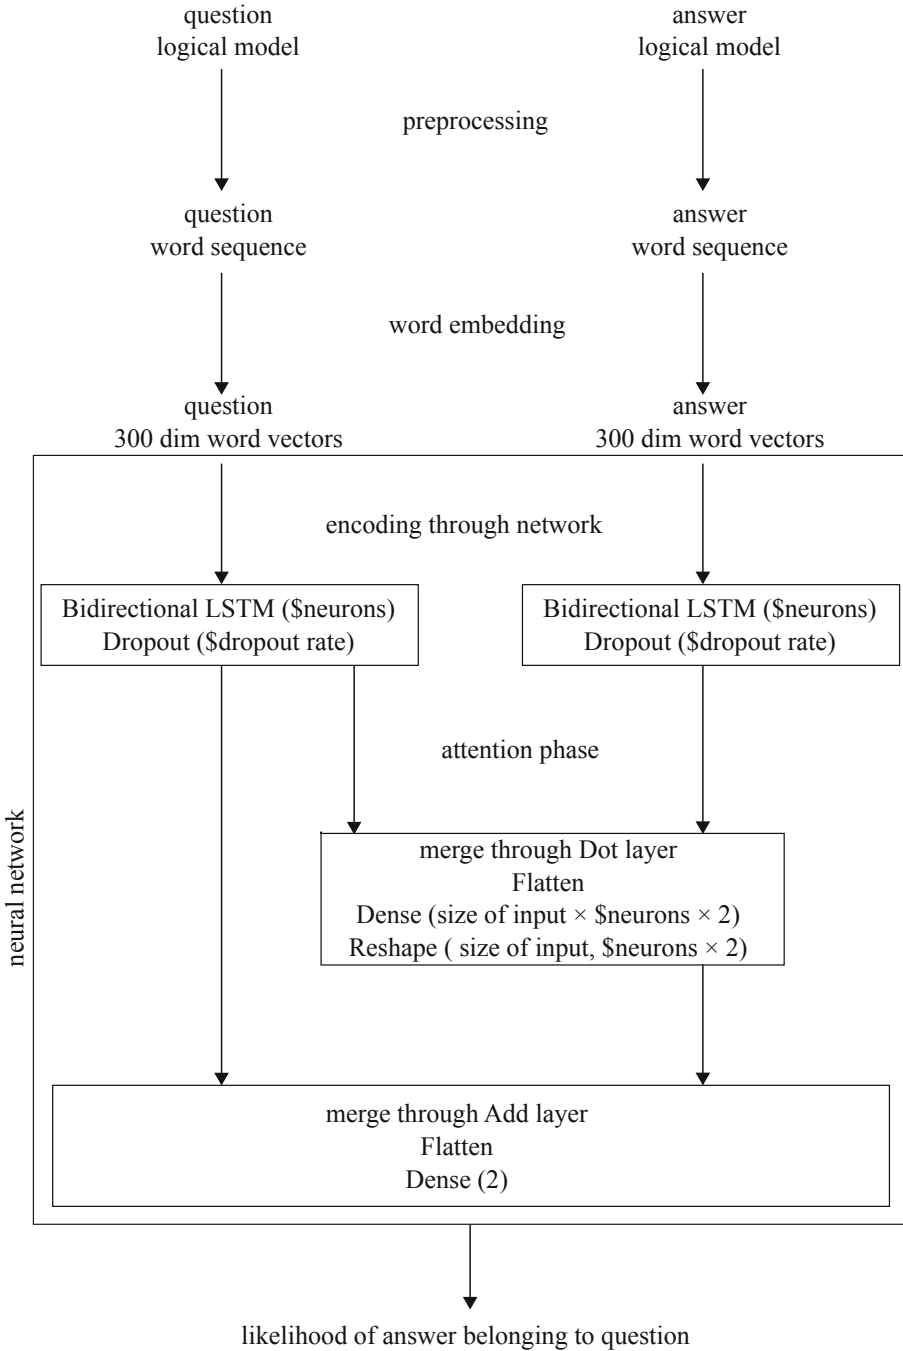 question
logical model
answer
logical model
preprocessing
question
word sequence
answer
word sequence
word embedding
question
300 dim word vectors
answer
300 dim word vectors
neural network
encoding through network
Bidirectional LSTM ($neurons)
Dropout ($dropout rate)
Bidirectional LSTM ($neurons)
Dropout ($dropout rate)
attention phase
merge through Dot layer
Flatten
Dense (size of input × $neurons × 2)
Reshape ( size of input, $neurons × 2)
merge through Add layer
Flatten
Dense (2)
likelihood of answer belonging to question